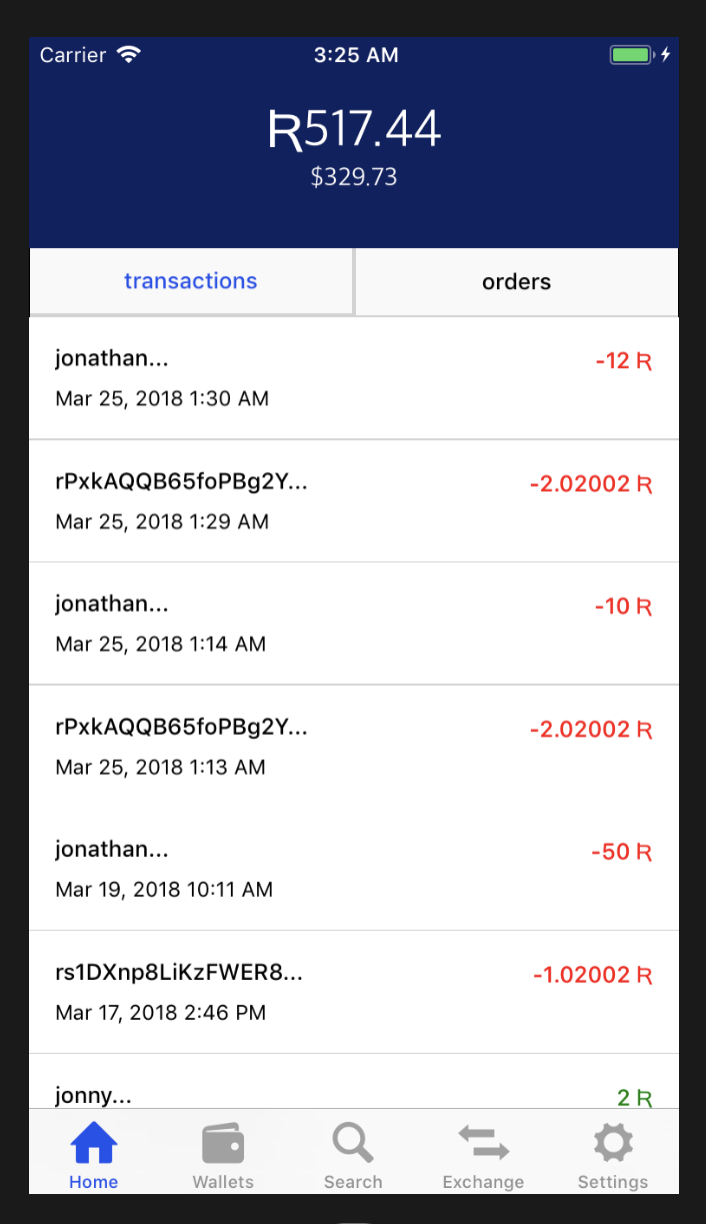 Carrier 3:25 AM
Ʀ517.44
$329.73
transactions orders
jonathan... -12 Ʀ
Mar 25, 2018 1:30 AM
rPxkAQQB65foPBg2Y... -2.02002 Ʀ
Mar 25, 2018 1:29 AM
jonathan... -10 Ʀ
Mar 25, 2018 1:14 AM
rPxkAQQB65foPBg2Y... -2.02002 Ʀ
Mar 25, 2018 1:13 AM
jonathan... -50 Ʀ
Mar 19, 2018 10:11 AM
rs1DXnp8LiKzFWER8... -1.02002 Ʀ
Mar 17, 2018 2:46 PM
jonny... 2 Ʀ
Home Wallets Search Exchange Settings